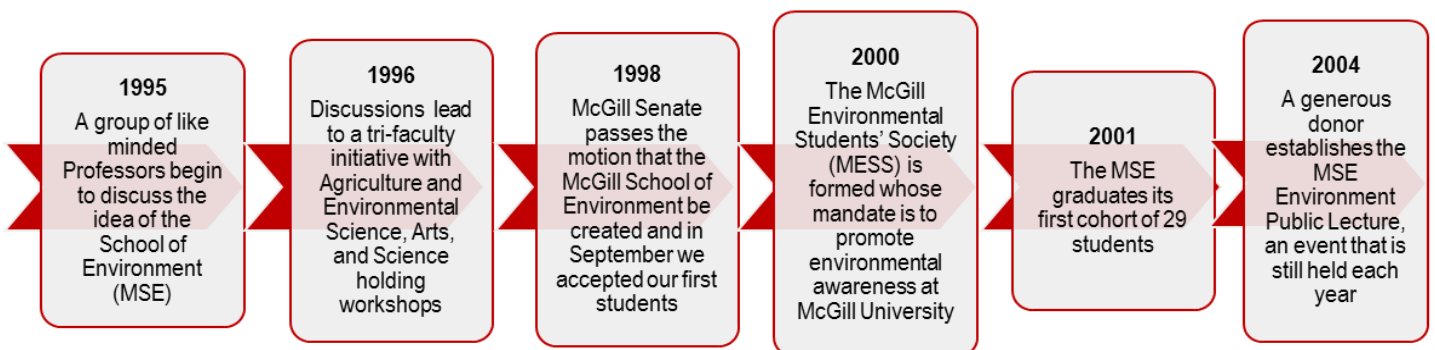 1995
A group of like
minded
Professors begin
to discuss the
idea of the
School of
Environment
(MSE)
1996
Discussions lead
to a tri-faculty
initiative with
Agriculture and
Environmental
Science, Arts,
and Science
holding
workshops
1998
McGill Senate
passes the
motion that the
McGill School of
Environment be
created and in
September we
accepted our first
students
2000
The McGill
Environmental
Students' Society
(MESS) is
formed whose
mandate is to
promote
environmental
awareness at
McGill University
2001
The MSE
graduates its
first cohort of 29
students
2004
A generous
donor
establishes the
MSE
Environment
Public Lecture,
an event that is
still held each
year